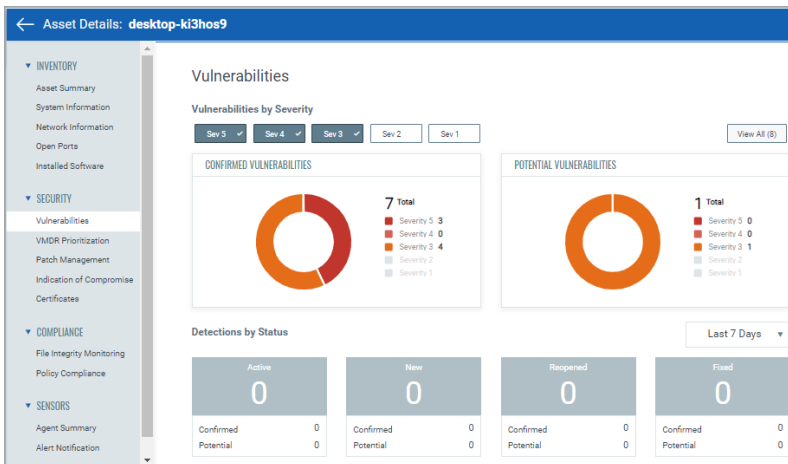 Asset Details: desktop-ki3hos9
INVENTORY
Asset Summary
System Information
Network Information
Open Ports
Installed Software
SECURITY
Vulnerabilities
VMDR Prioritization
Patch Management
Indication of Compromise
Certificates
COMPLIANCE
File Integrity Monitoring
Policy Compliance
SENSORS
Agent Summary
Alert Notification
Vulnerabilities
Vulnerabilities by Severity
Sev 5 Sev 4 Sev 3 Sev 2 Sev 1 View All (8)
CONFIRMED VULNERABILITIES
7 Total
Severity 5 3
Severity 4 0
Severity 3 4
Severity 2
Severity 1
POTENTIAL VULNERABILITIES
1 Total
Severity 5 0
Severity 4 0
Severity 3 1
Severity 2
Severity 1
Detections by Status Last 7 Days
Active
0
Confirmed 0
Potential 0
New
0
Confirmed 0
Potential 0
Reopened
0
Confirmed 0
Potential 0
Fixed
0
Confirmed 0
Potential 0